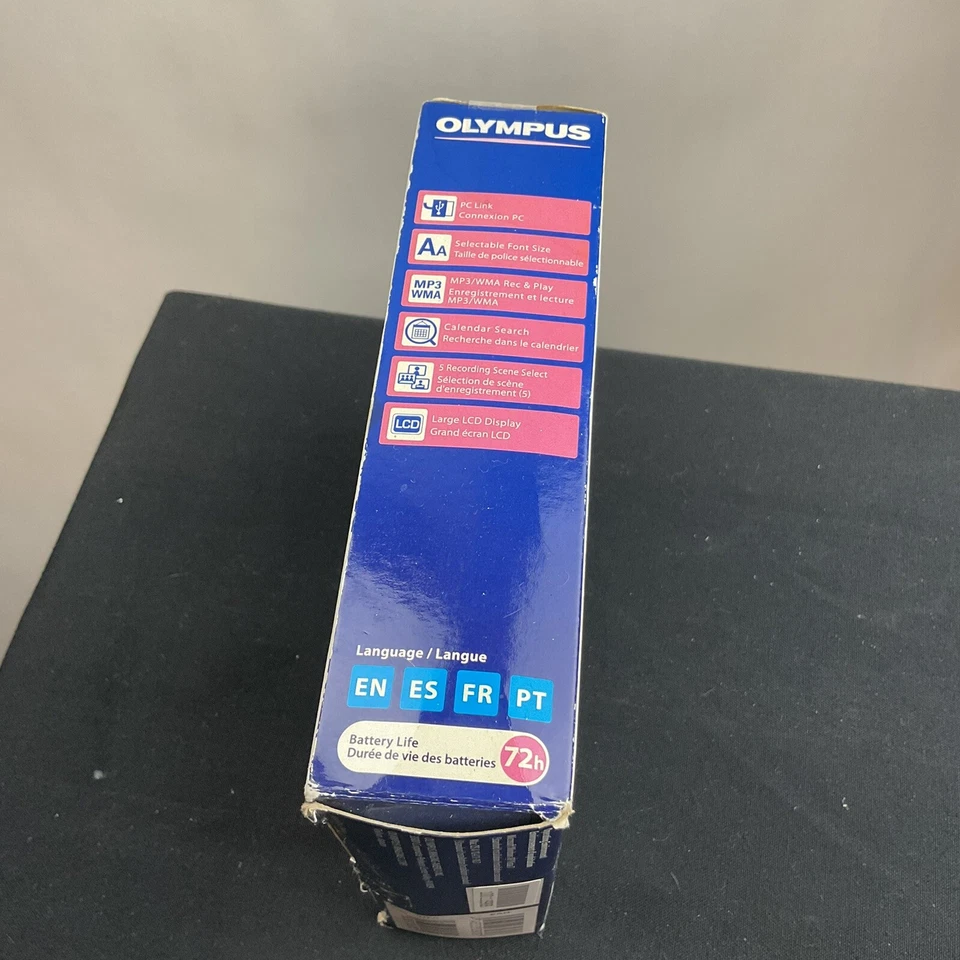 OLYMPUS
PC Link
Connexion PC
AA
Selectable Font Size
Taille de police sélectionnable
MP3
WMA
MP3/WMA Rec & Play
Enregistrement et lecture
MP3/WMA
Calendar Search
Recherche dans le calendrier
5 Recording Scene Select
Sélection de scène
d'enregistrement (5)
LCD
Large LCD Display
Grand écran LCD
Language / Langue
EN ES FR PT
Battery Life
Durée de vie des batteries
72h